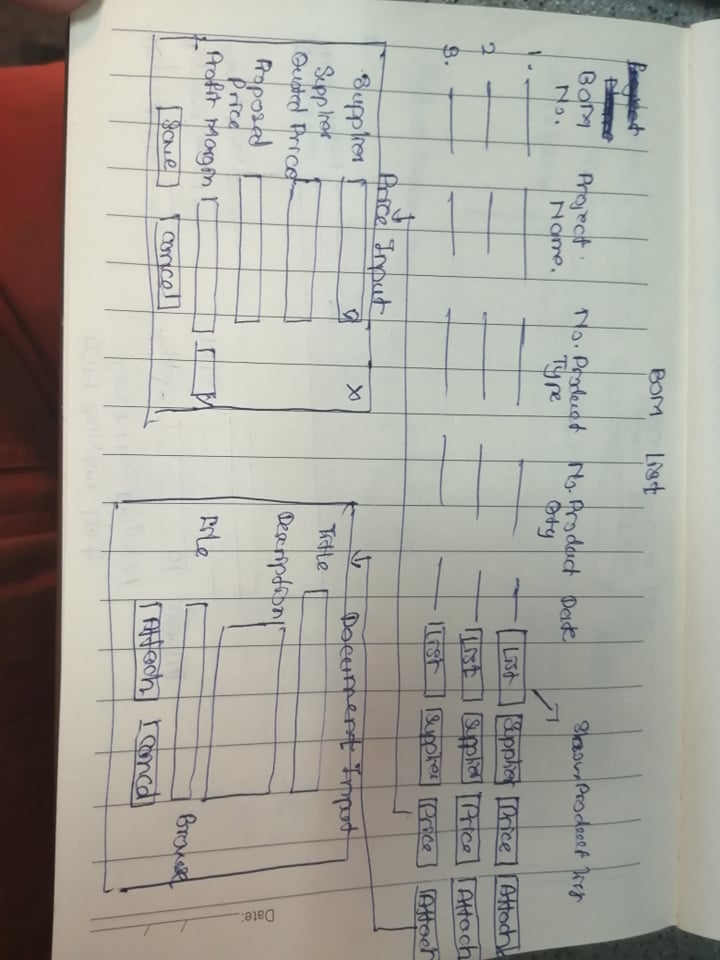 BOM List
BOM No. Project Name. No. Product Type No. Product Qty Date Show Product List
1. List Supplier Price Attach
2 List Supplier Price Attach
3. List Supplier Price Attach
Price Input
x
Supplier
Supplier Quoted Price
Proposed Price
Profit Margin
Save Cancel
Document Input
Title
Description
File Browse
Attach Cancel
Date: